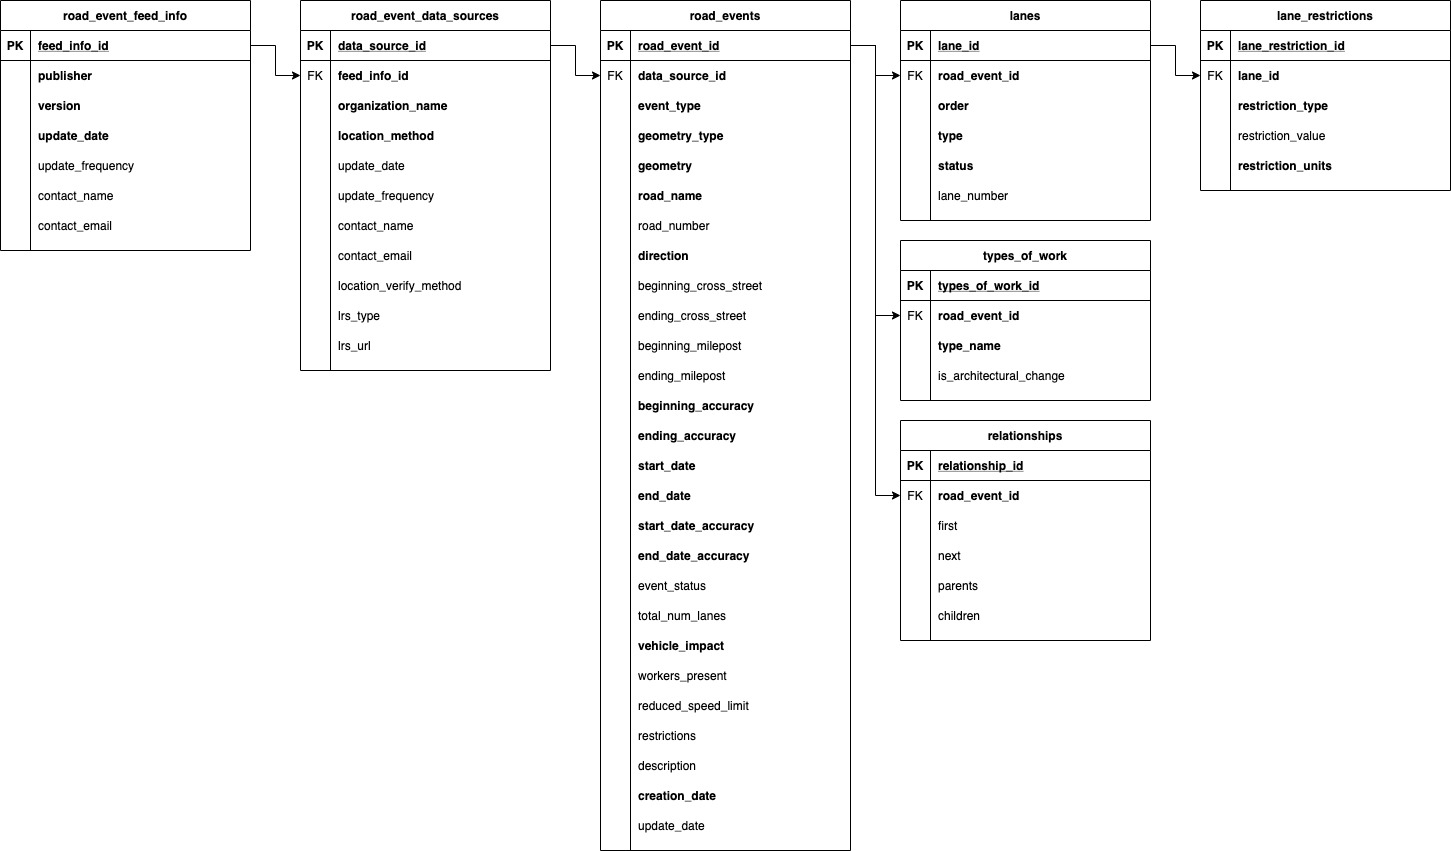 road_event_feed_info
PK feed_info_id
publisher
version
update_date
update_frequency
contact_name
contact_email
road_event_data_sources
PK data_source_id
FK feed_info_id
organization_name
location_method
update_date
update_frequency
contact_name
contact_email
location_verify_method
lrs_type
lrs_url
road_events
PK road_event_id
FK data_source_id
event_type
geometry_type
geometry
road_name
road_number
direction
beginning_cross_street
ending_cross_street
beginning_milepost
ending_milepost
beginning_accuracy
ending_accuracy
start_date
end_date
start_date_accuracy
end_date_accuracy
event_status
total_num_lanes
vehicle_impact
workers_present
reduced_speed_limit
restrictions
description
creation_date
update_date
lanes
PK lane_id
FK road_event_id
order
type
status
lane_number
types_of_work
PK types_of_work_id
FK road_event_id
type_name
is_architectural_change
relationships
PK relationship_id
FK road_event_id
first
next
parents
children
lane_restrictions
PK lane_restriction_id
FK lane_id
restriction_type
restriction_value
restriction_units